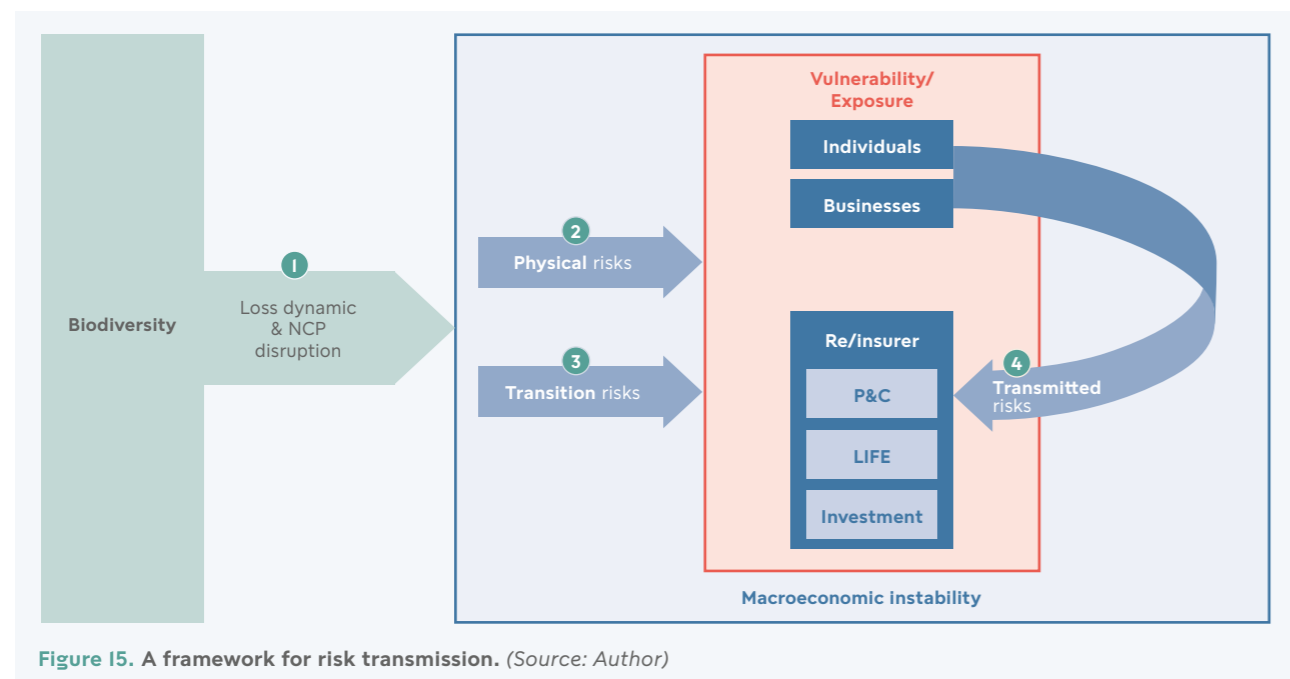 Biodiversity
1
Loss dynamic
& NCP
disruption
2
Physical risks
3
Transition risks
Vulnerability/
Exposure
Individuals
Businesses
Re/insurer
P&C
LIFE
Investment
4
Transmitted
risks
Macroeconomic instability
Figure 15. A framework for risk transmission. (Source: Author)